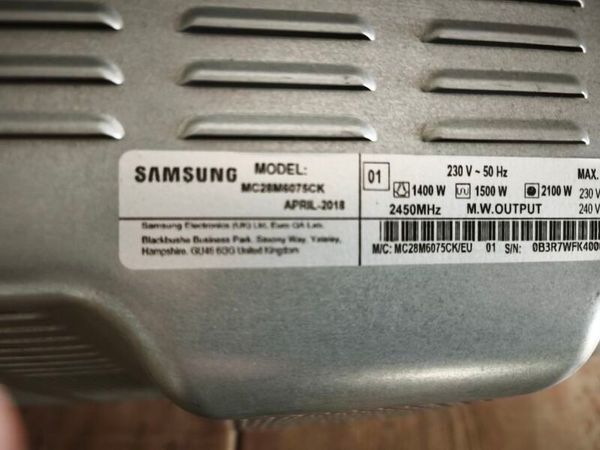 SAMSUNG
MODEL:
MC28M6075CK
APRIL-2018
Samsung Electronics (UK) Ltd, Euro QA Lab.
Blackbushe Business Park, Saxony Way, Yateley,
Hampshire, GU46 6GG United Kingdom
01
230 V ~ 50 Hz
MAX.
1400 W
1500 W
2100 W
2450MHz
M.W.OUTPUT
240 V
M/C: MC28M6075CK/EU 01 S/N: 0B3R7WFK400